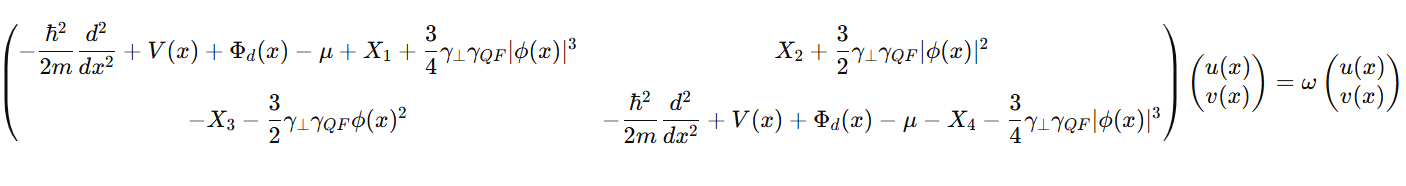 \begin{pmatrix} -\frac{\hbar^2}{2m}\frac{d^2}{dx^2} + V(x) + \Phi_d(x) - \mu + X_1 + \frac{3}{4}\gamma_\perp\gamma_{QF}|\phi(x)|^3 & X_2 + \frac{3}{2}\gamma_\perp\gamma_{QF}|\phi(x)|^2 \\ -X_3 - \frac{3}{2}\gamma_\perp\gamma_{QF}\phi(x)^2 & -\frac{\hbar^2}{2m}\frac{d^2}{dx^2} + V(x) + \Phi_d(x) - \mu - X_4 - \frac{3}{4}\gamma_\perp\gamma_{QF}|\phi(x)|^3 \end{pmatrix} \begin{pmatrix} u(x) \\ v(x) \end{pmatrix} = \omega \begin{pmatrix} u(x) \\ v(x) \end{pmatrix}